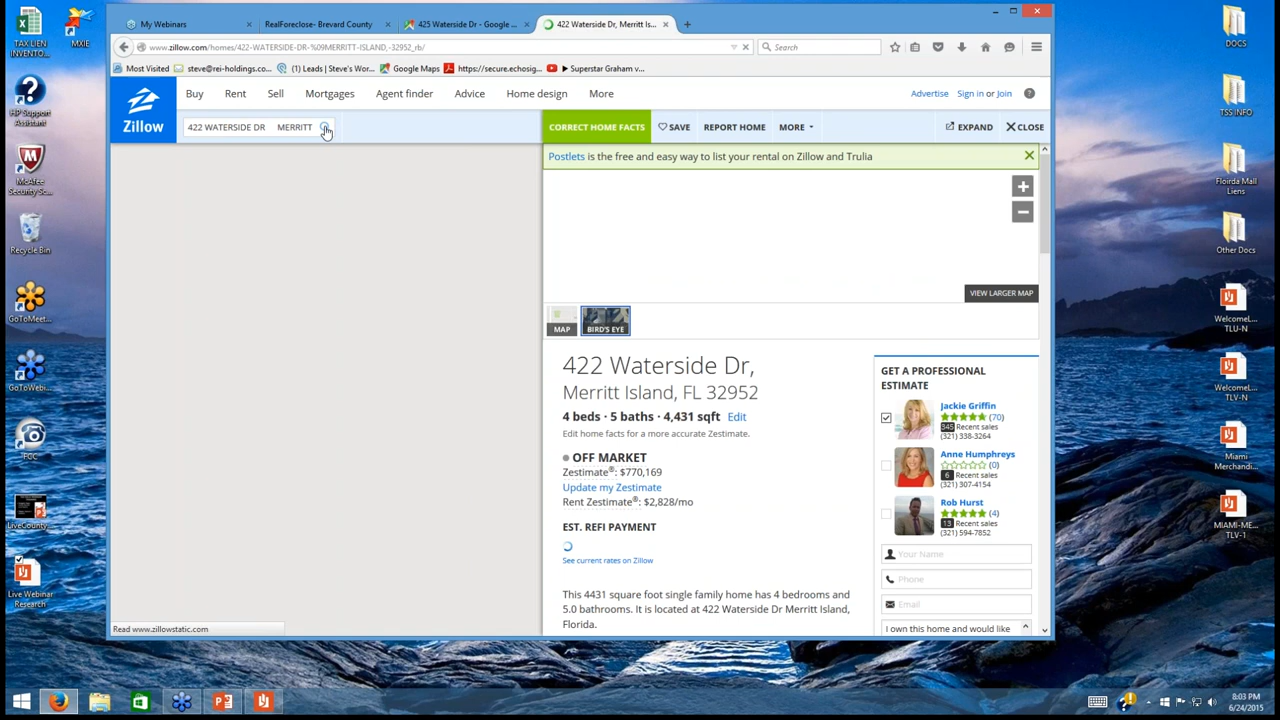 My Webinars
RealForeclose- Brevard County
425 Waterside Dr - Google ...
422 Waterside Dr, Merritt Is...
www.zillow.com/homes/422-WATERSIDE-DR-%09MERRITT-ISLAND,-32952_rb/
Search
Most Visited
steve@rei-holdings.co...
(1) Leads | Steve's Wor...
Google Maps
https://secure.echosig...
► Superstar Graham v...
Zillow
Buy
Rent
Sell
Mortgages
Agent finder
Advice
Home design
More
Advertise
Sign in or Join
422 WATERSIDE DR MERRITT
CORRECT HOME FACTS
SAVE
REPORT HOME
MORE
EXPAND
CLOSE
Postlets is the free and easy way to list your rental on Zillow and Trulia
VIEW LARGER MAP
MAP
BIRD'S EYE
422 Waterside Dr,
Merritt Island, FL 32952
4 beds · 5 baths · 4,431 sqft Edit
Edit home facts for a more accurate Zestimate.
OFF MARKET
Zestimate®: $770,169
Update my Zestimate
Rent Zestimate®: $2,828/mo
EST. REFI PAYMENT
See current rates on Zillow
This 4431 square foot single family home has 4 bedrooms and
5.0 bathrooms. It is located at 422 Waterside Dr Merritt Island,
Florida.
GET A PROFESSIONAL
ESTIMATE
Jackie Griffin
(70)
345 Recent sales
(321) 338-3264
Anne Humphreys
(0)
6 Recent sales
(321) 307-4154
Rob Hurst
(4)
13 Recent sales
(321) 594-7852
Your Name
Phone
Email
I own this home and would like
Read www.zillowstatic.com
TAX LIEN
INVENTO...
MXIE
HP Support
Assistant
McAfee
Security Sc...
Recycle Bin
GoToMeet...
GoToWebi...
FCC
LiveCounty...
Live Webinar
Research
DOCS
TSS INFO
Floirda Mall
Liens
Other Docs
WelcomeL...
TLU-N
WelcomeL...
TLV-N
Miami
Merchandi...
MIAMI-ME...
TLV-1
8:03 PM
6/24/2015